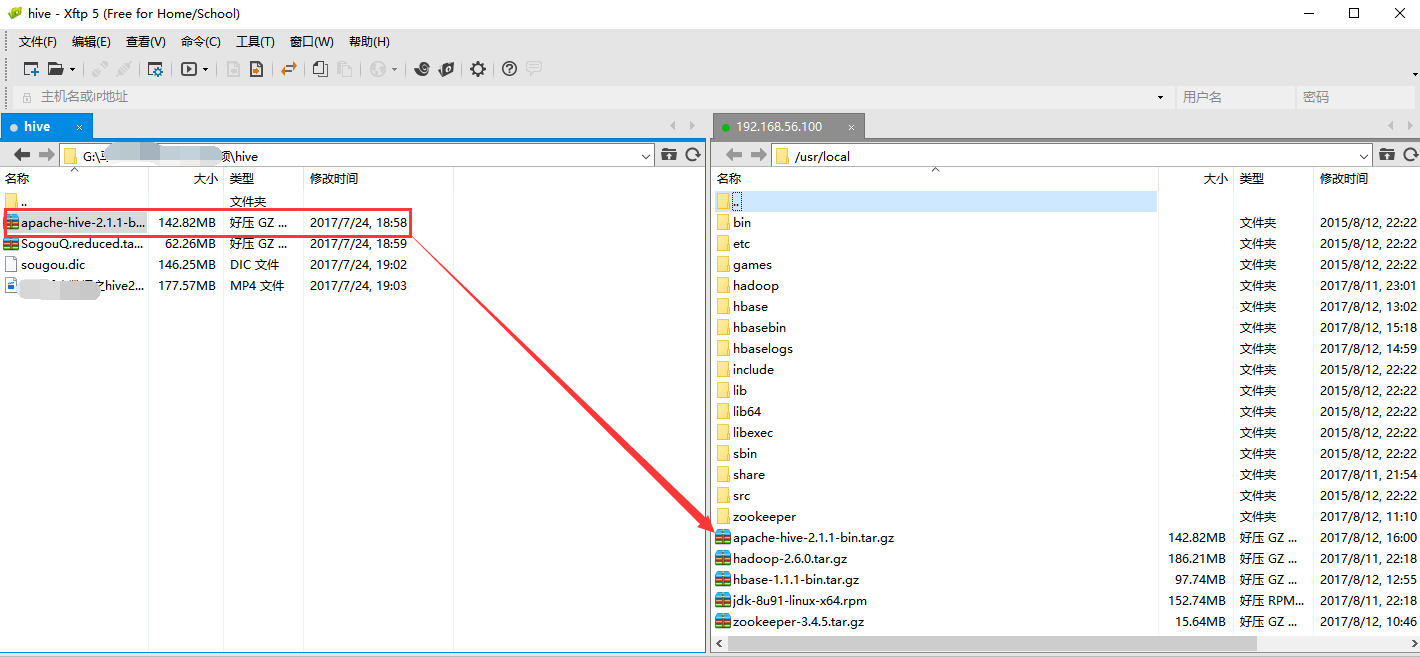 hive - Xftp 5 (Free for Home/School)
文件(F) 编辑(E) 查看(V) 命令(C) 工具(T) 窗口(W) 帮助(H)
主机名或IP地址 用户名 密码
hive × 192.168.56.100 ×
G:\ \hive /usr/local
名称 大小 类型 修改时间 名称 大小 类型 修改时间
.. 文件夹 ..
apache-hive-2.1.1-b... 142.82MB 好压 GZ ... 2017/7/24, 18:58 bin 文件夹 2015/8/12, 22:22
SogouQ.reduced.ta... 62.26MB 好压 GZ ... 2017/7/24, 18:59 etc 文件夹 2015/8/12, 22:22
sougou.dic 146.25MB DIC 文件 2017/7/24, 19:02 games 文件夹 2015/8/12, 22:22
之hive2... 177.57MB MP4 文件 2017/7/24, 19:03 hadoop 文件夹 2017/8/11, 23:01
hbase 文件夹 2017/8/12, 13:02
hbasebin 文件夹 2017/8/12, 15:18
hbaselogs 文件夹 2017/8/12, 14:59
include 文件夹 2015/8/12, 22:22
lib 文件夹 2015/8/12, 22:22
lib64 文件夹 2015/8/12, 22:22
libexec 文件夹 2015/8/12, 22:22
sbin 文件夹 2015/8/12, 22:22
share 文件夹 2017/8/11, 21:54
src 文件夹 2015/8/12, 22:22
zookeeper 文件夹 2017/8/12, 11:10
apache-hive-2.1.1-bin.tar.gz 142.82MB 好压 GZ ... 2017/8/12, 16:00
hadoop-2.6.0.tar.gz 186.21MB 好压 GZ ... 2017/8/11, 22:18
hbase-1.1.1-bin.tar.gz 97.74MB 好压 GZ ... 2017/8/12, 12:55
jdk-8u91-linux-x64.rpm 152.74MB 好压 RPM... 2017/8/11, 22:18
zookeeper-3.4.5.tar.gz 15.64MB 好压 GZ ... 2017/8/12, 10:46